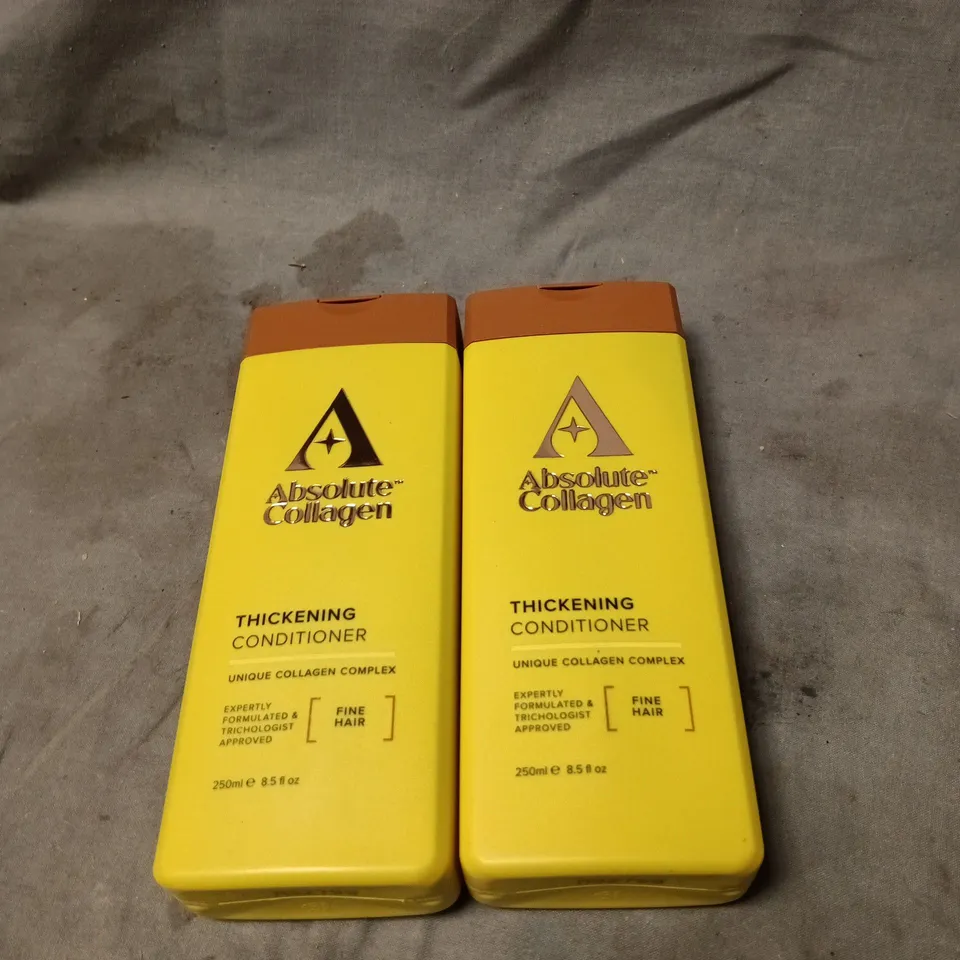 Absolute™
Collagen
THICKENING
CONDITIONER
UNIQUE COLLAGEN COMPLEX
EXPERTLY
FORMULATED &
TRICHOLOGIST
APPROVED
FINE
HAIR
250ml ℮ 8.5 fl oz
Absolute™
Collagen
THICKENING
CONDITIONER
UNIQUE COLLAGEN COMPLEX
EXPERTLY
FORMULATED &
TRICHOLOGIST
APPROVED
FINE
HAIR
250ml ℮ 8.5 fl oz